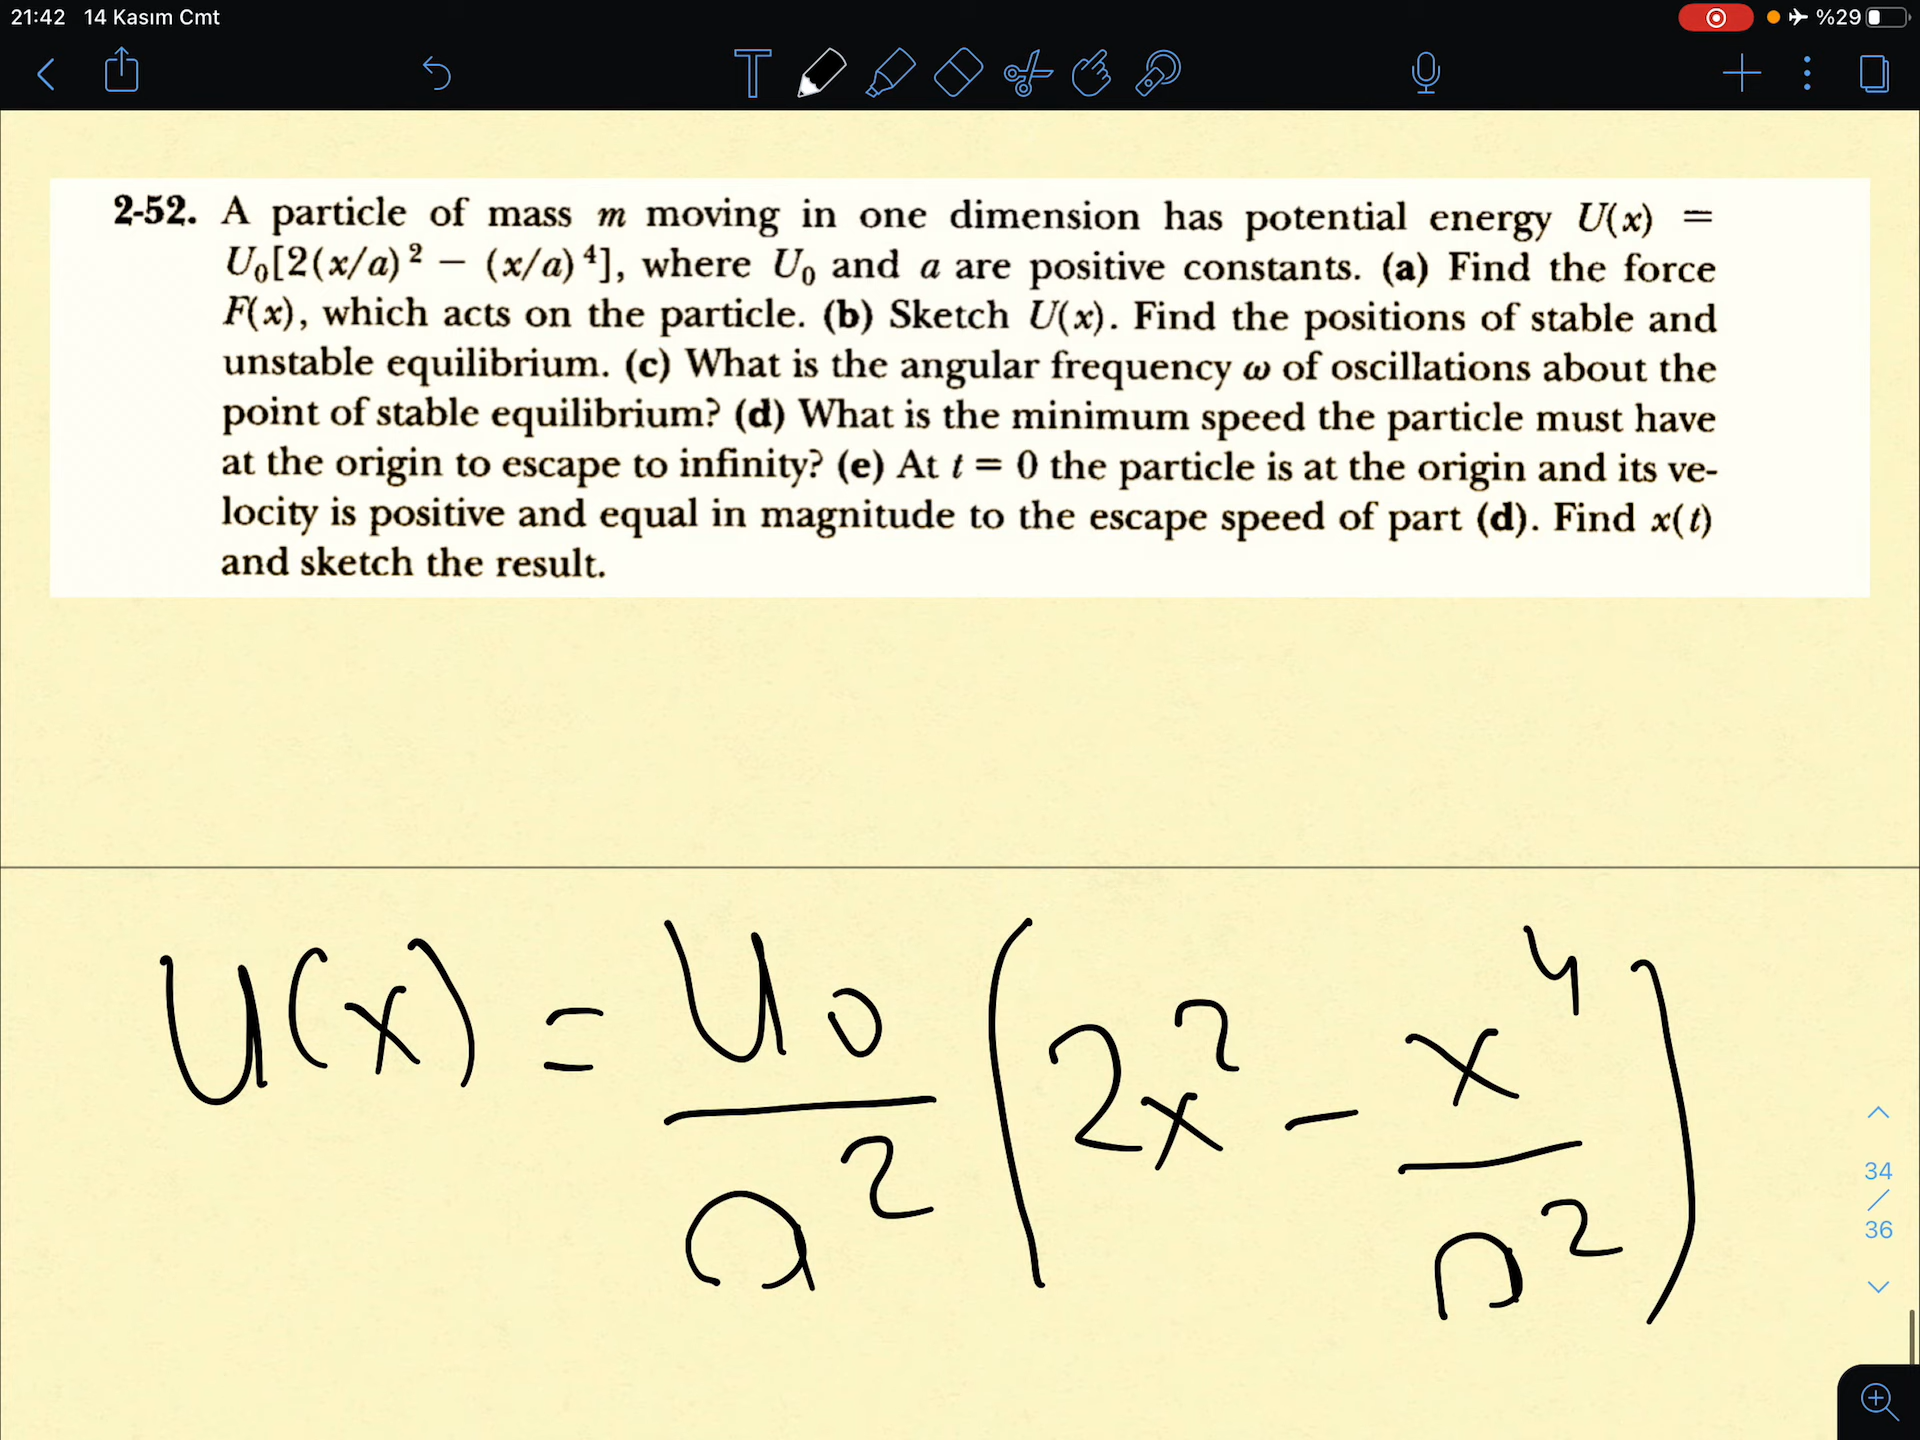 21:42 14 Kasım Cmt %29
T
2-52. A particle of mass m moving in one dimension has potential energy U(x) =
U₀[2(x/a)² − (x/a)⁴], where U₀ and a are positive constants. (a) Find the force
F(x), which acts on the particle. (b) Sketch U(x). Find the positions of stable and
unstable equilibrium. (c) What is the angular frequency ω of oscillations about the
point of stable equilibrium? (d) What is the minimum speed the particle must have
at the origin to escape to infinity? (e) At t = 0 the particle is at the origin and its ve-
locity is positive and equal in magnitude to the escape speed of part (d). Find x(t)
and sketch the result.
U(x) = U₀/a² (2x² − x⁴/a²)
34
/
36